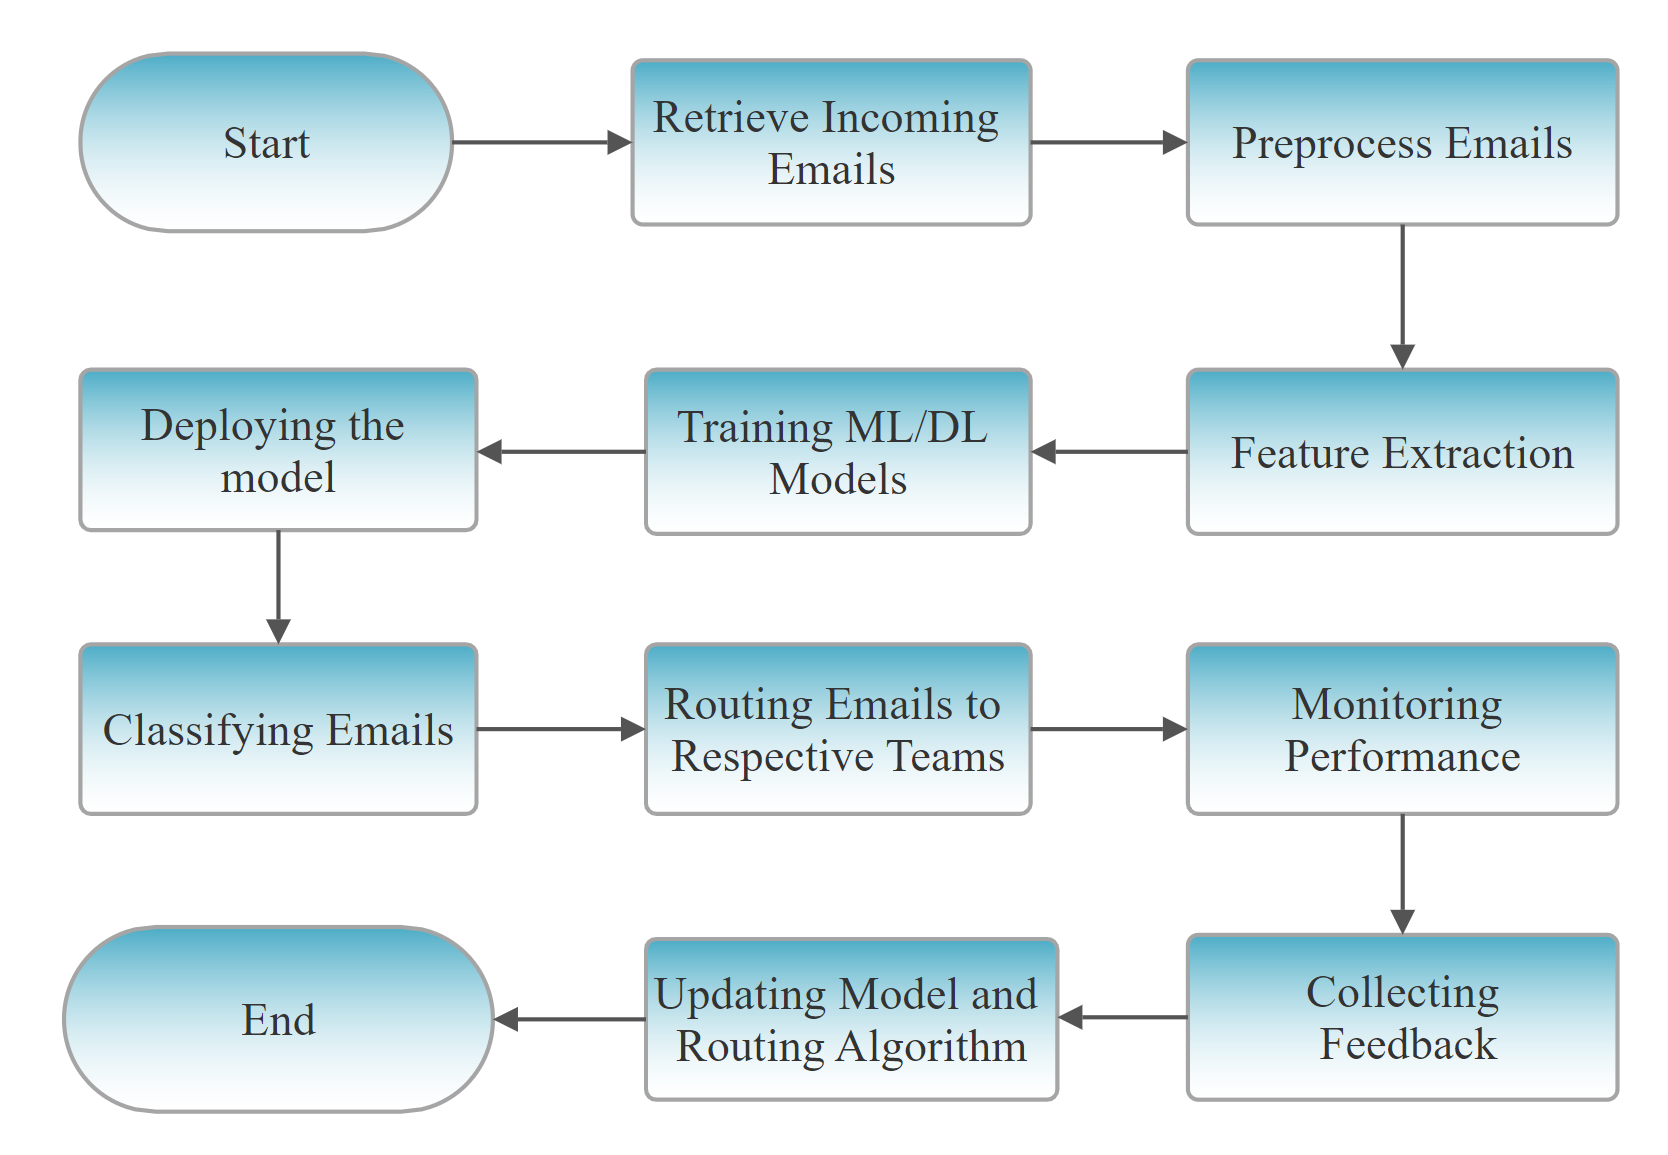 Start
Retrieve Incoming
Emails
Preprocess Emails
Feature Extraction
Training ML/DL
Models
Deploying the
model
Classifying Emails
Routing Emails to
Respective Teams
Monitoring
Performance
Collecting
Feedback
Updating Model and
Routing Algorithm
End